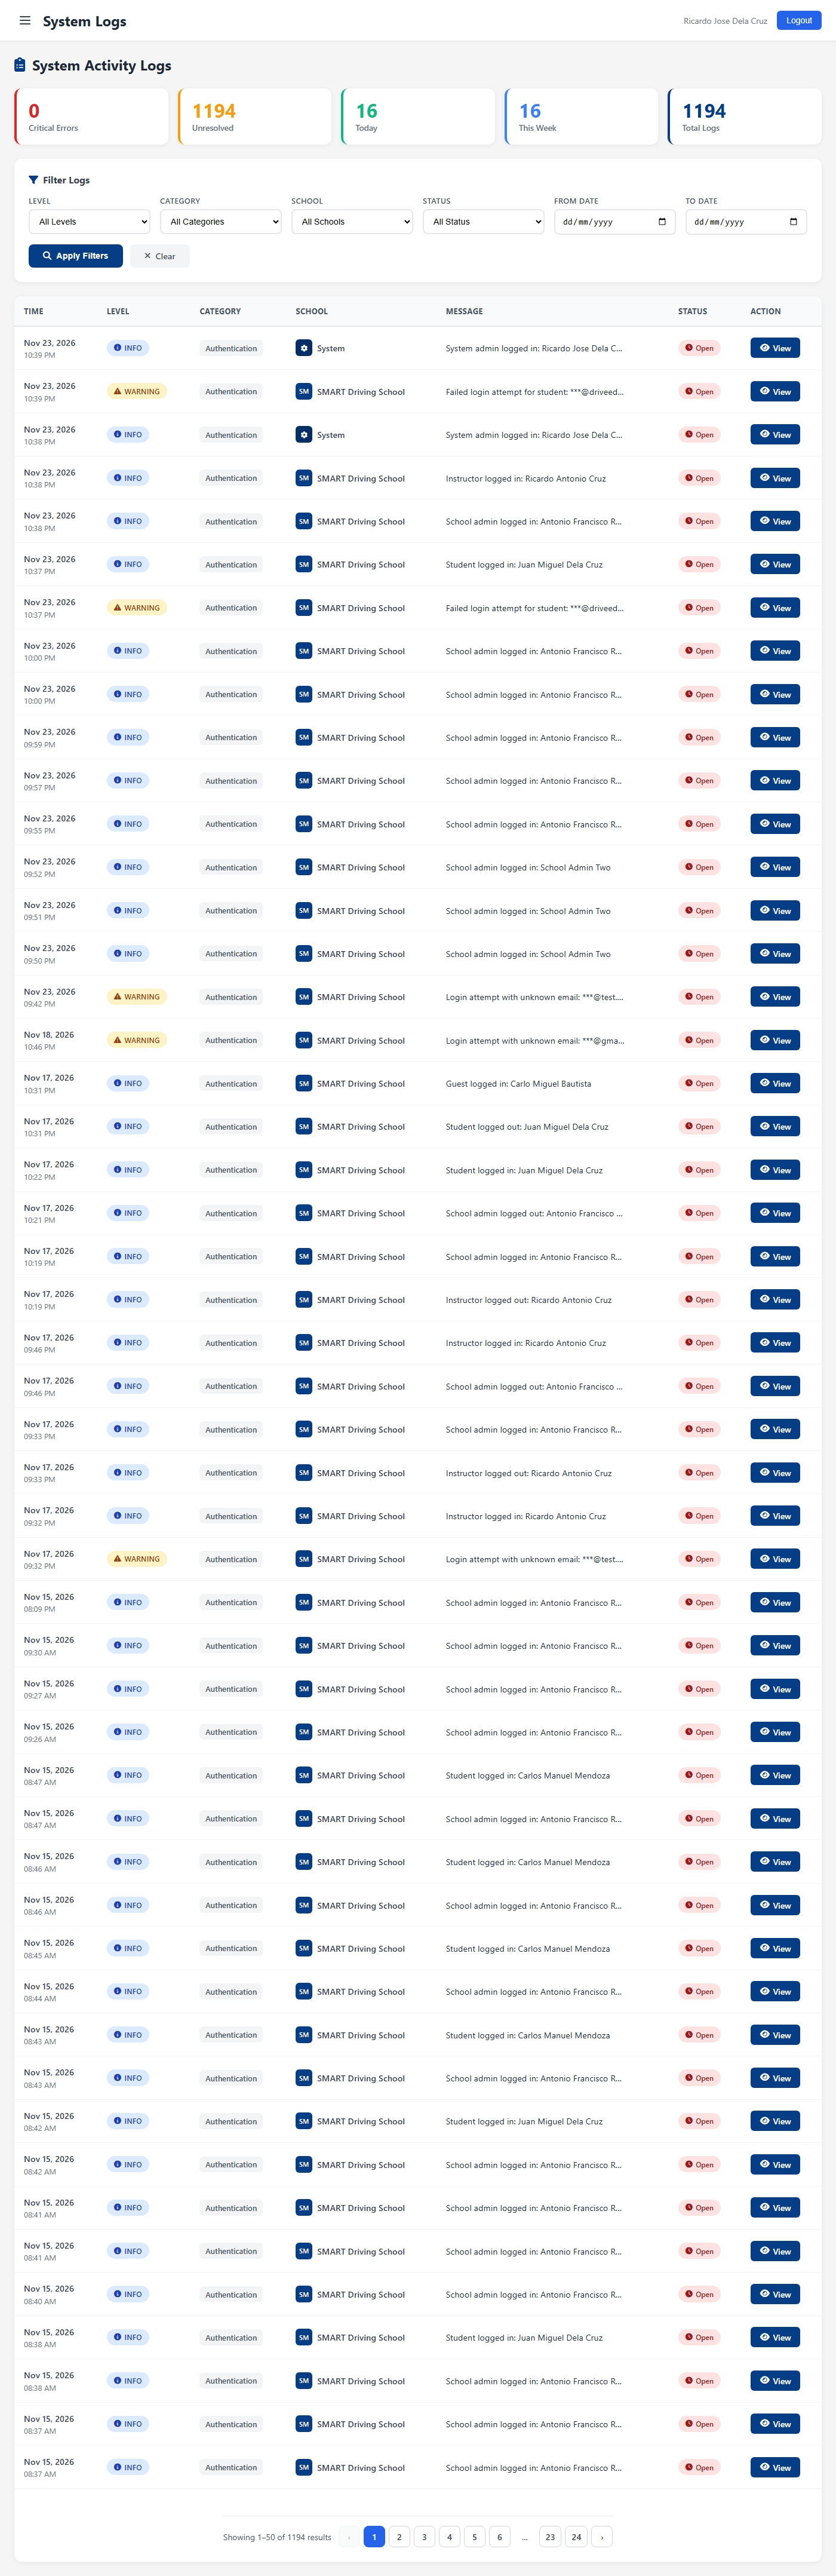 System Logs
Ricardo Jose Dela Cruz Logout
System Activity Logs
0 1194 16 16 1194
Critical Errors Unresolved Today This Week Total Logs
Filter Logs
LEVEL CATEGORY SCHOOL STATUS FROM DATE TO DATE
All Levels All Categories All Schools All Status dd/mm/yyyy dd/mm/yyyy
Apply Filters Clear
TIME LEVEL CATEGORY SCHOOL MESSAGE STATUS ACTION
Nov 23, 2026
10:39 PM INFO Authentication System System admin logged in: Ricardo Jose Dela C... Open View
Nov 23, 2026
10:39 PM WARNING Authentication SM SMART Driving School Failed login attempt for student: ***@driveed... Open View
Nov 23, 2026
10:38 PM INFO Authentication System System admin logged in: Ricardo Jose Dela C... Open View
Nov 23, 2026
10:38 PM INFO Authentication SM SMART Driving School Instructor logged in: Ricardo Antonio Cruz Open View
Nov 23, 2026
10:38 PM INFO Authentication SM SMART Driving School School admin logged in: Antonio Francisco R... Open View
Nov 23, 2026
10:37 PM INFO Authentication SM SMART Driving School Student logged in: Juan Miguel Dela Cruz Open View
Nov 23, 2026
10:37 PM WARNING Authentication SM SMART Driving School Failed login attempt for student: ***@driveed... Open View
Nov 23, 2026
10:00 PM INFO Authentication SM SMART Driving School School admin logged in: Antonio Francisco R... Open View
Nov 23, 2026
10:00 PM INFO Authentication SM SMART Driving School School admin logged in: Antonio Francisco R... Open View
Nov 23, 2026
09:59 PM INFO Authentication SM SMART Driving School School admin logged in: Antonio Francisco R... Open View
Nov 23, 2026
09:57 PM INFO Authentication SM SMART Driving School School admin logged in: Antonio Francisco R... Open View
Nov 23, 2026
09:55 PM INFO Authentication SM SMART Driving School School admin logged in: Antonio Francisco R... Open View
Nov 23, 2026
09:52 PM INFO Authentication SM SMART Driving School School admin logged in: School Admin Two Open View
Nov 23, 2026
09:51 PM INFO Authentication SM SMART Driving School School admin logged in: School Admin Two Open View
Nov 23, 2026
09:50 PM INFO Authentication SM SMART Driving School School admin logged in: School Admin Two Open View
Nov 23, 2026
09:42 PM WARNING Authentication SM SMART Driving School Login attempt with unknown email: ***@test.... Open View
Nov 18, 2026
10:46 PM WARNING Authentication SM SMART Driving School Login attempt with unknown email: ***@gma... Open View
Nov 17, 2026
10:31 PM INFO Authentication SM SMART Driving School Guest logged in: Carlo Miguel Bautista Open View
Nov 17, 2026
10:31 PM INFO Authentication SM SMART Driving School Student logged out: Juan Miguel Dela Cruz Open View
Nov 17, 2026
10:22 PM INFO Authentication SM SMART Driving School Student logged in: Juan Miguel Dela Cruz Open View
Nov 17, 2026
10:21 PM INFO Authentication SM SMART Driving School School admin logged out: Antonio Francisco ... Open View
Nov 17, 2026
10:19 PM INFO Authentication SM SMART Driving School School admin logged in: Antonio Francisco R... Open View
Nov 17, 2026
10:19 PM INFO Authentication SM SMART Driving School Instructor logged out: Ricardo Antonio Cruz Open View
Nov 17, 2026
09:46 PM INFO Authentication SM SMART Driving School Instructor logged in: Ricardo Antonio Cruz Open View
Nov 17, 2026
09:46 PM INFO Authentication SM SMART Driving School School admin logged out: Antonio Francisco ... Open View
Nov 17, 2026
09:33 PM INFO Authentication SM SMART Driving School School admin logged in: Antonio Francisco R... Open View
Nov 17, 2026
09:33 PM INFO Authentication SM SMART Driving School Instructor logged out: Ricardo Antonio Cruz Open View
Nov 17, 2026
09:32 PM INFO Authentication SM SMART Driving School Instructor logged in: Ricardo Antonio Cruz Open View
Nov 17, 2026
09:32 PM WARNING Authentication SM SMART Driving School Login attempt with unknown email: ***@test.... Open View
Nov 15, 2026
08:09 PM INFO Authentication SM SMART Driving School School admin logged in: Antonio Francisco R... Open View
Nov 15, 2026
09:30 AM INFO Authentication SM SMART Driving School School admin logged in: Antonio Francisco R... Open View
Nov 15, 2026
09:27 AM INFO Authentication SM SMART Driving School School admin logged in: Antonio Francisco R... Open View
Nov 15, 2026
09:26 AM INFO Authentication SM SMART Driving School School admin logged in: Antonio Francisco R... Open View
Nov 15, 2026
08:47 AM INFO Authentication SM SMART Driving School Student logged in: Carlos Manuel Mendoza Open View
Nov 15, 2026
08:47 AM INFO Authentication SM SMART Driving School School admin logged in: Antonio Francisco R... Open View
Nov 15, 2026
08:46 AM INFO Authentication SM SMART Driving School Student logged in: Carlos Manuel Mendoza Open View
Nov 15, 2026
08:46 AM INFO Authentication SM SMART Driving School School admin logged in: Antonio Francisco R... Open View
Nov 15, 2026
08:45 AM INFO Authentication SM SMART Driving School Student logged in: Carlos Manuel Mendoza Open View
Nov 15, 2026
08:44 AM INFO Authentication SM SMART Driving School School admin logged in: Antonio Francisco R... Open View
Nov 15, 2026
08:43 AM INFO Authentication SM SMART Driving School Student logged in: Carlos Manuel Mendoza Open View
Nov 15, 2026
08:43 AM INFO Authentication SM SMART Driving School School admin logged in: Antonio Francisco R... Open View
Nov 15, 2026
08:42 AM INFO Authentication SM SMART Driving School Student logged in: Juan Miguel Dela Cruz Open View
Nov 15, 2026
08:42 AM INFO Authentication SM SMART Driving School School admin logged in: Antonio Francisco R... Open View
Nov 15, 2026
08:41 AM INFO Authentication SM SMART Driving School School admin logged in: Antonio Francisco R... Open View
Nov 15, 2026
08:41 AM INFO Authentication SM SMART Driving School School admin logged in: Antonio Francisco R... Open View
Nov 15, 2026
08:40 AM INFO Authentication SM SMART Driving School School admin logged in: Antonio Francisco R... Open View
Nov 15, 2026
08:38 AM INFO Authentication SM SMART Driving School Student logged in: Juan Miguel Dela Cruz Open View
Nov 15, 2026
08:38 AM INFO Authentication SM SMART Driving School School admin logged in: Antonio Francisco R... Open View
Nov 15, 2026
08:37 AM INFO Authentication SM SMART Driving School School admin logged in: Antonio Francisco R... Open View
Nov 15, 2026
08:37 AM INFO Authentication SM SMART Driving School School admin logged in: Antonio Francisco R... Open View
Showing 1–50 of 1194 results ‹ 1 2 3 4 5 6 ... 23 24 ›